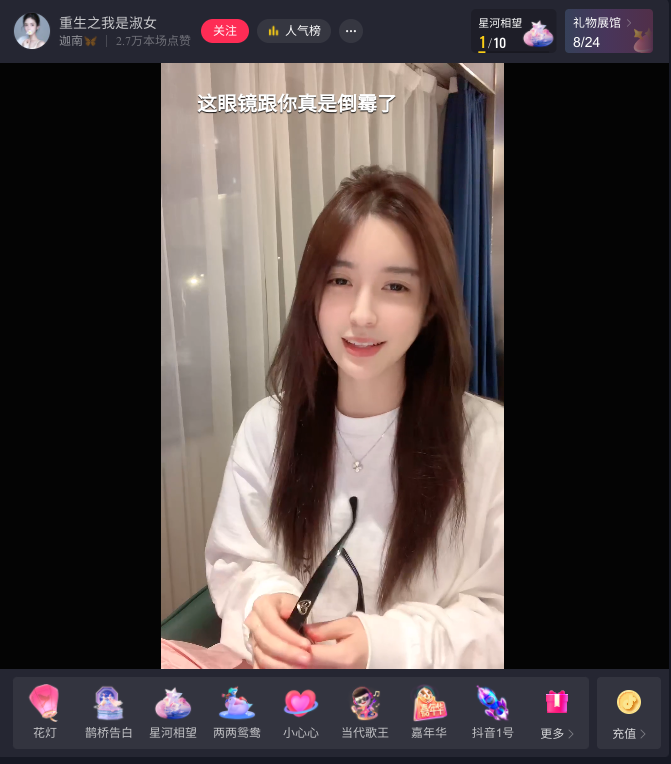 重生之我是淑女
迦南
2.7万本场点赞
关注
人气榜
星河相望
1/10
礼物展馆
8/24
这眼镜跟你真是倒霉了
嘉年华
花灯
鹊桥告白
星河相望
两两鸳鸯
小心心
当代歌王
嘉年华
抖音1号
更多
充值